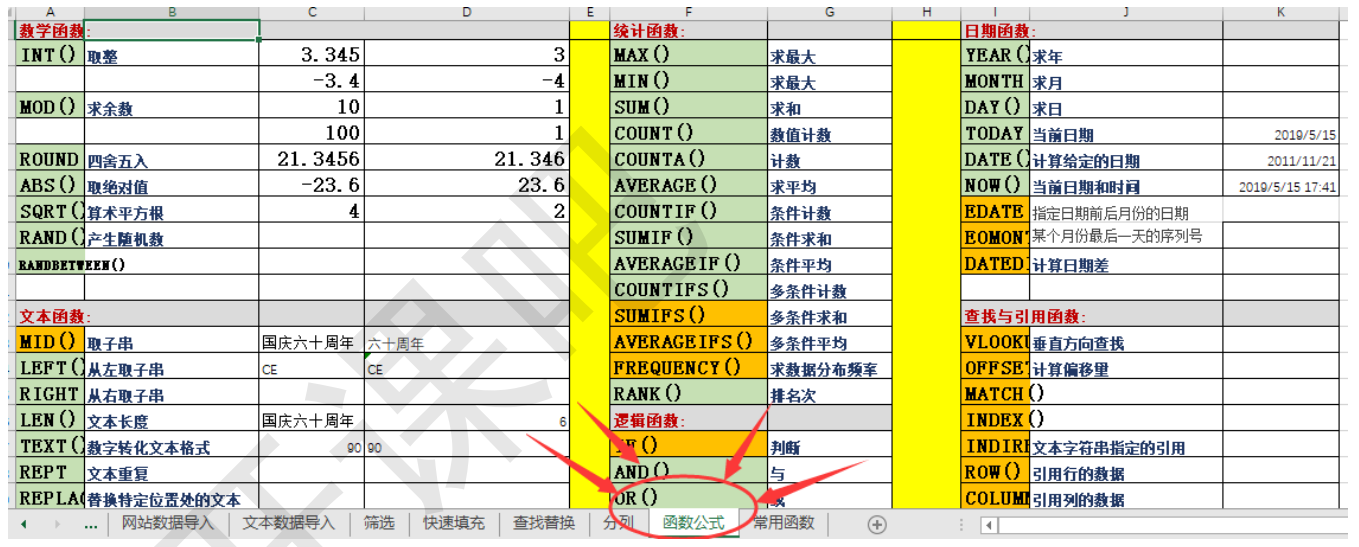 A B C D E F G H I J K
数学函数: 统计函数: 日期函数:
INT() 取整 3.345 3 MAX() 求最大 YEAR() 求年
-3.4 -4 MIN() 求最大 MONTH 求月
MOD() 求余数 10 1 SUM() 求和 DAY() 求日
100 1 COUNT() 数值计数 TODAY 当前日期 2019/5/15
ROUND 四舍五入 21.3456 21.346 COUNTA() 计数 DATE() 计算给定的日期 2011/11/21
ABS() 取绝对值 -23.6 23.6 AVERAGE() 求平均 NOW() 当前日期和时间 2019/5/15 17:41
SQRT() 算术平方根 4 2 COUNTIF() 条件计数 EDATE 指定日期前后月份的日期
RAND() 产生随机数 SUMIF() 条件求和 EOMON 某个月份最后一天的序列号
RANDBETWEEN() AVERAGEIF() 条件平均 DATED 计算日期差
COUNTIFS() 多条件计数
文本函数: SUMIFS() 多条件求和 查找与引用函数:
MID() 取子串 国庆六十周年 六十周年 AVERAGEIFS() 多条件平均 VLOOKU 垂直方向查找
LEFT() 从左取子串 CE CE FREQUENCY() 求数据分布频率 OFFSE 计算偏移量
RIGHT 从右取子串 RANK() 排名次 MATCH()
LEN() 文本长度 国庆六十周年 6 逻辑函数: INDEX()
TEXT() 数字转化文本格式 90 90 IF() 判断 INDIR 文本字符串指定的引用
REPT 文本重复 AND() 与 ROW() 引用行的数据
REPLA 替换特定位置处的文本 OR() 或 COLUM 引用列的数据
... 网站数据导入 文本数据导入 筛选 快速填充 查找替换 分列 函数公式 常用函数
开课吧